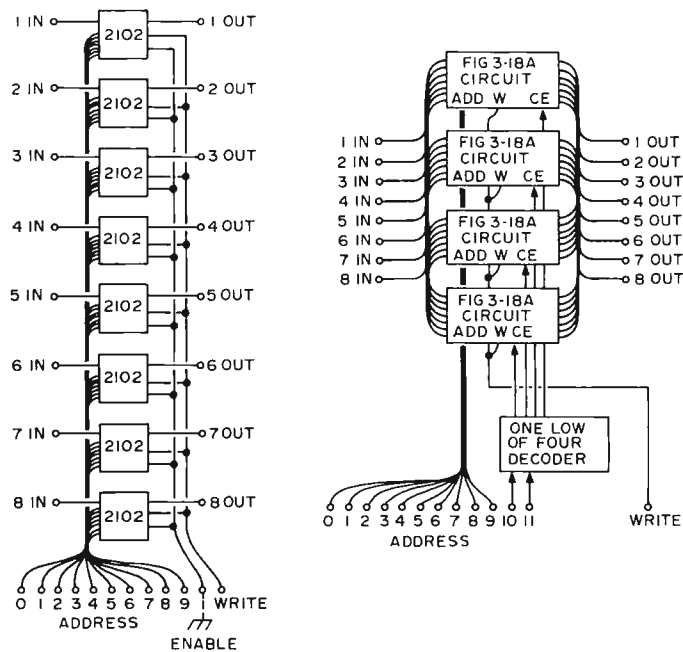 1 IN 2102 1 OUT
2 IN 2102 2 OUT
3 IN 2102 3 OUT
4 IN 2102 4 OUT
5 IN 2102 5 OUT
6 IN 2102 6 OUT
7 IN 2102 7 OUT
8 IN 2102 8 OUT
0 1 2 3 4 5 6 7 8 9 WRITE
ADDRESS
ENABLE
FIG 3-18A
CIRCUIT
ADD W CE
FIG 3-18A
CIRCUIT
ADD W CE
FIG 3-18A
CIRCUIT
ADD W CE
FIG 3-18A
CIRCUIT
ADD W CE
1 IN
2 IN
3 IN
4 IN
5 IN
6 IN
7 IN
8 IN
1 OUT
2 OUT
3 OUT
4 OUT
5 OUT
6 OUT
7 OUT
8 OUT
ONE LOW
OF FOUR
DECODER
0 1 2 3 4 5 6 7 8 9 10 11 WRITE
ADDRESS